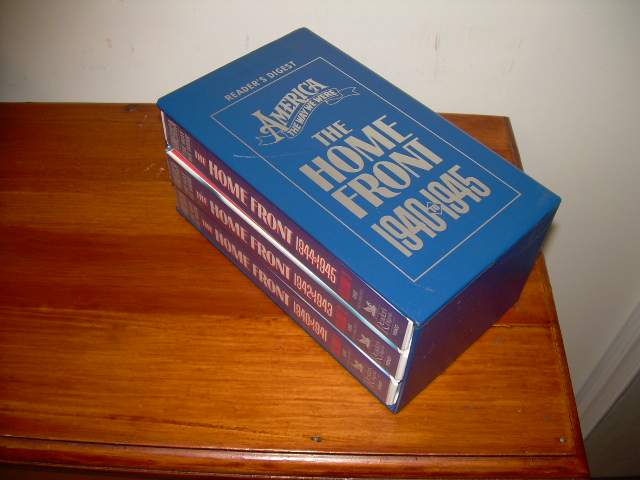 READER'S DIGEST
AMERICA
THE WAY WE WERE
THE
HOME
FRONT
1940 TO 1945
THE HOME FRONT 1944-1945
THE HOME FRONT 1942-1943
THE HOME FRONT 1940-1941